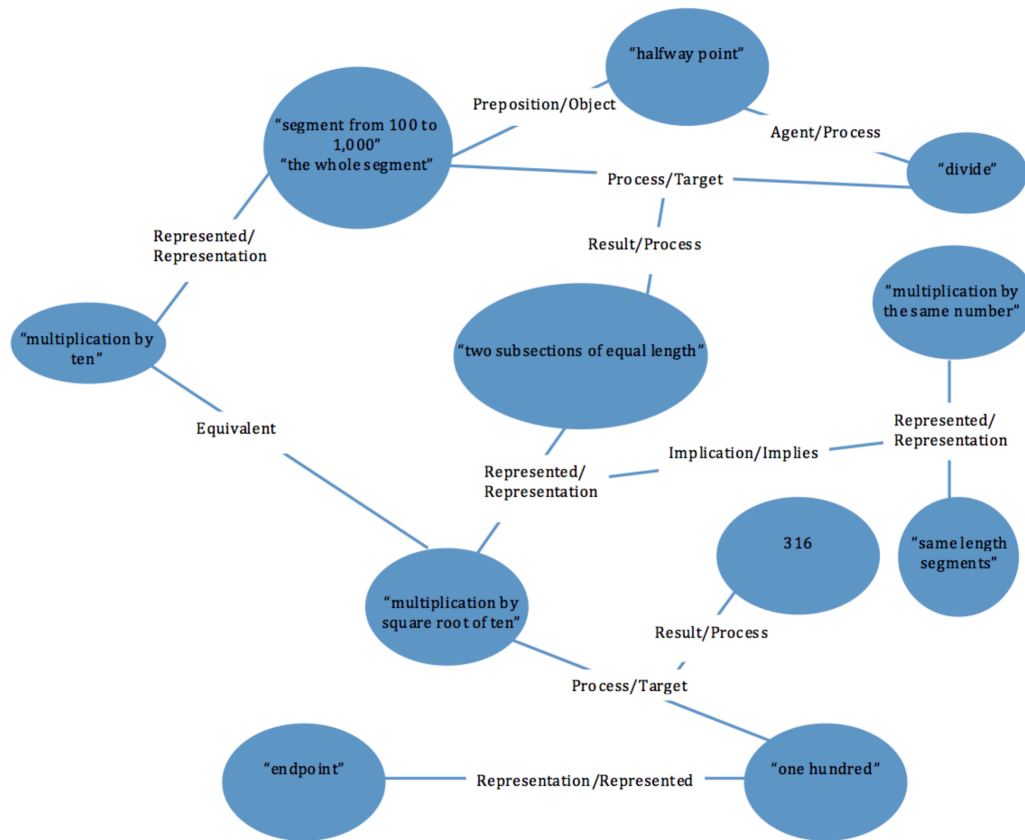 “halfway point”
Preposition/Object
“segment from 100 to
1,000”
“the whole segment”
Agent/Process
“divide”
Process/Target
Represented/
Representation
Result/Process
“multiplication by
the same number”
“multiplication by
ten”
“two subsections of equal length”
Equivalent
Represented/
Representation
Implication/Implies
Represented/
Representation
316
“same length
segments”
“multiplication by
square root of ten”
Result/Process
Process/Target
“endpoint”
Representation/Represented
“one hundred”